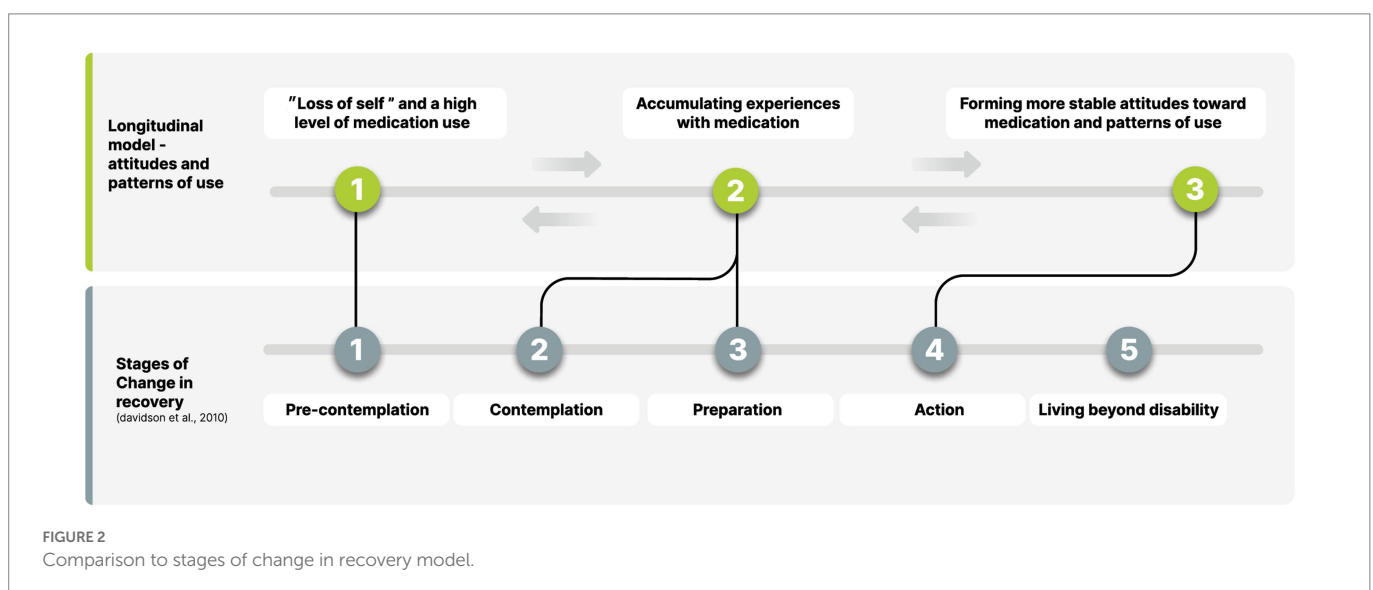 Longitudinal
model -
attitudes and
patterns of use
"Loss of self" and a high
level of medication use
Accumulating experiences
with medication
Forming more stable attitudes toward
medication and patterns of use
1
2
3
Stages of
Change in
recovery
(davidson et al., 2010)
1
2
3
4
5
Pre-contemplation
Contemplation
Preparation
Action
Living beyond disability
FIGURE 2
Comparison to stages of change in recovery model.